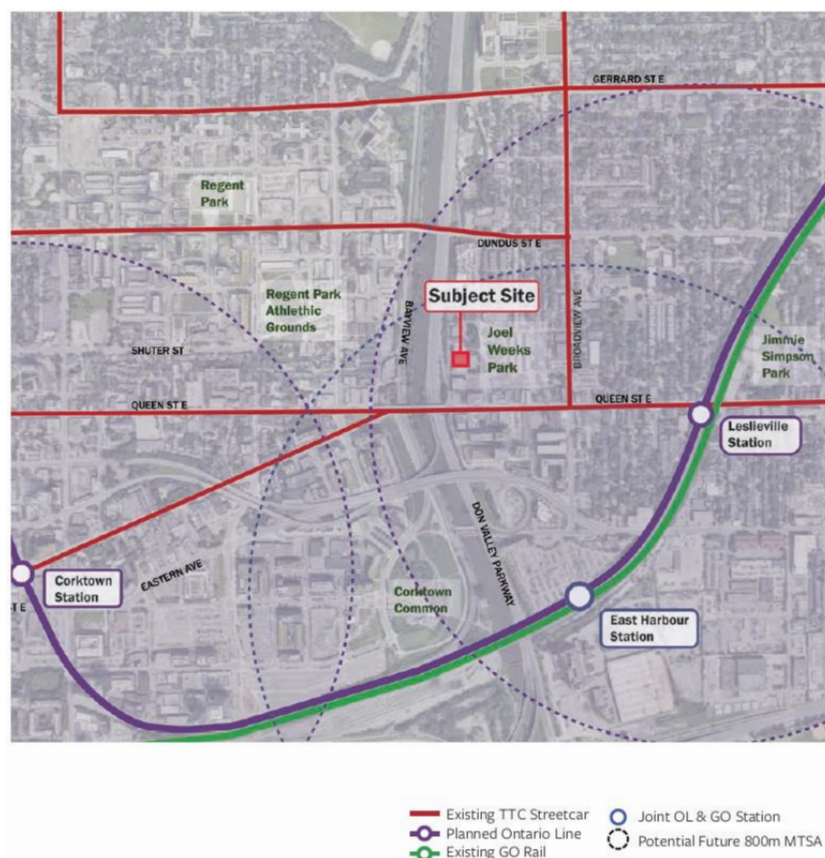 GERRARD ST E
Regent
Park
DUNDUS ST E
Subject Site
Regent Park
Athlethic
Grounds
BAYVIEW AVE
Joel
Weeks
Park
BROADVIEW AVE
Jimmie
Simpson
Park
SHUTER ST
QUEEN ST E
QUEEN ST E
Leslieville
Station
DON VALLEY PARKWAY
EASTERN AVE
Corktown
Station
ST E
Corktown
Common
East Harbour
Station
Existing TTC Streetcar
Planned Ontario Line
Existing GO Rail
Joint OL & GO Station
Potential Future 800m MTSA